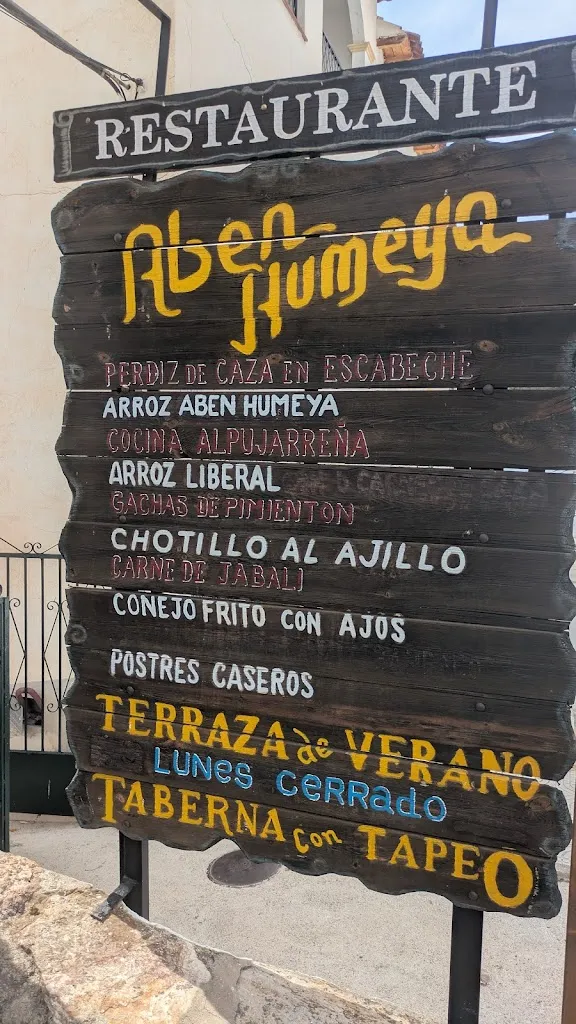 RESTAURANTE
Aben-
Humeya
PERDIZ DE CAZA EN ESCABECHE
ARROZ ABEN HUMEYA
COCINA ALPUJARREÑA
ARROZ LIBERAL
GACHAS DE PIMIENTON
CHOTILLO AL AJILLO
CARNE DE JABALI
COÑEJO FRITO CON AJOS
POSTRES CASEROS
TERRAZA de VERANO
LUNES CERRADO
TABERNA con TAPEO